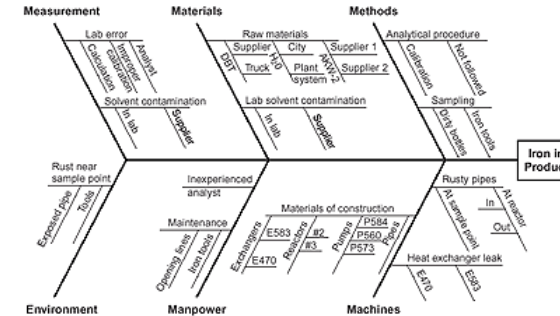 Measurement
Materials
Methods
Lab error
Calculation
Improper
calibration
Analyst
Solvent contamination
In lab
Supplier
Raw materials
DBT
Supplier
Truck
H20
City
Plant
system
AKW-2
Supplier 1
Supplier 2
Lab solvent contamination
In lab
Supplier
Analytical procedure
Calibration
Not followed
Sampling
Dirty bottles
Iron tools
Iron in
Produ
Rust near
sample point
Exposed pipe
Tools
Inexperienced
analyst
Maintenance
Opening lines
Iron tools
Materials of construction
Exchangers
E583
E470
Reactors
#2
#3
Pumps
P584
P560
P573
Pipes
Rusty pipes
At sample point
At reactor
In
Out
Heat exchanger leak
E470
E583
Environment
Manpower
Machines